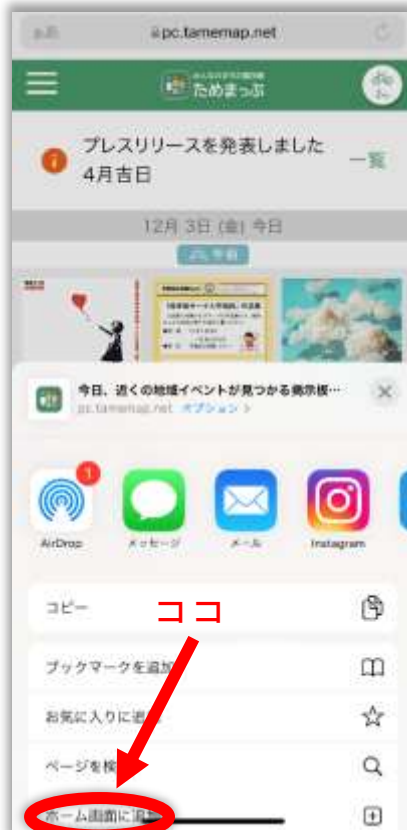 pc.tamemap.net
ためまっぷ
プレスリリースを発表しました
4月吉日
一覧
12月 3日 (金) 今日
今日、近くの地域イベントが見つかる掲示板…
pc.tamemap.net オプション >
1
AirDrop
メッセージ
メール
Instagram
コピー
ココ
ブックマークを追加
お気に入りに追
ページを検
ホーム画面に追加